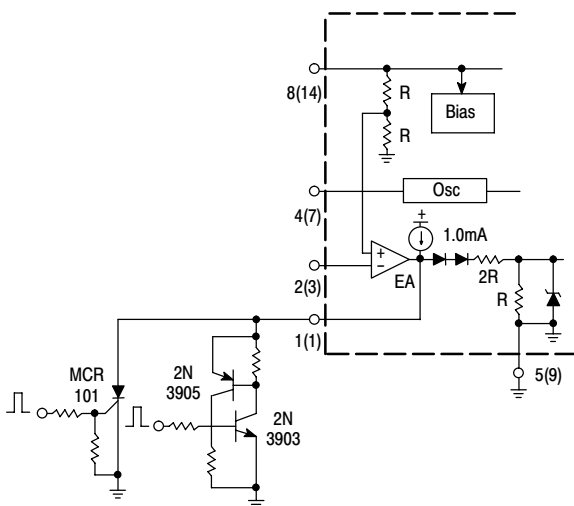 8(14)
R
R
Bias
4(7)
Osc
+
1.0mA
+
−
EA
2R
R
2(3)
1(1)
5(9)
MCR
101
2N
3905
2N
3903